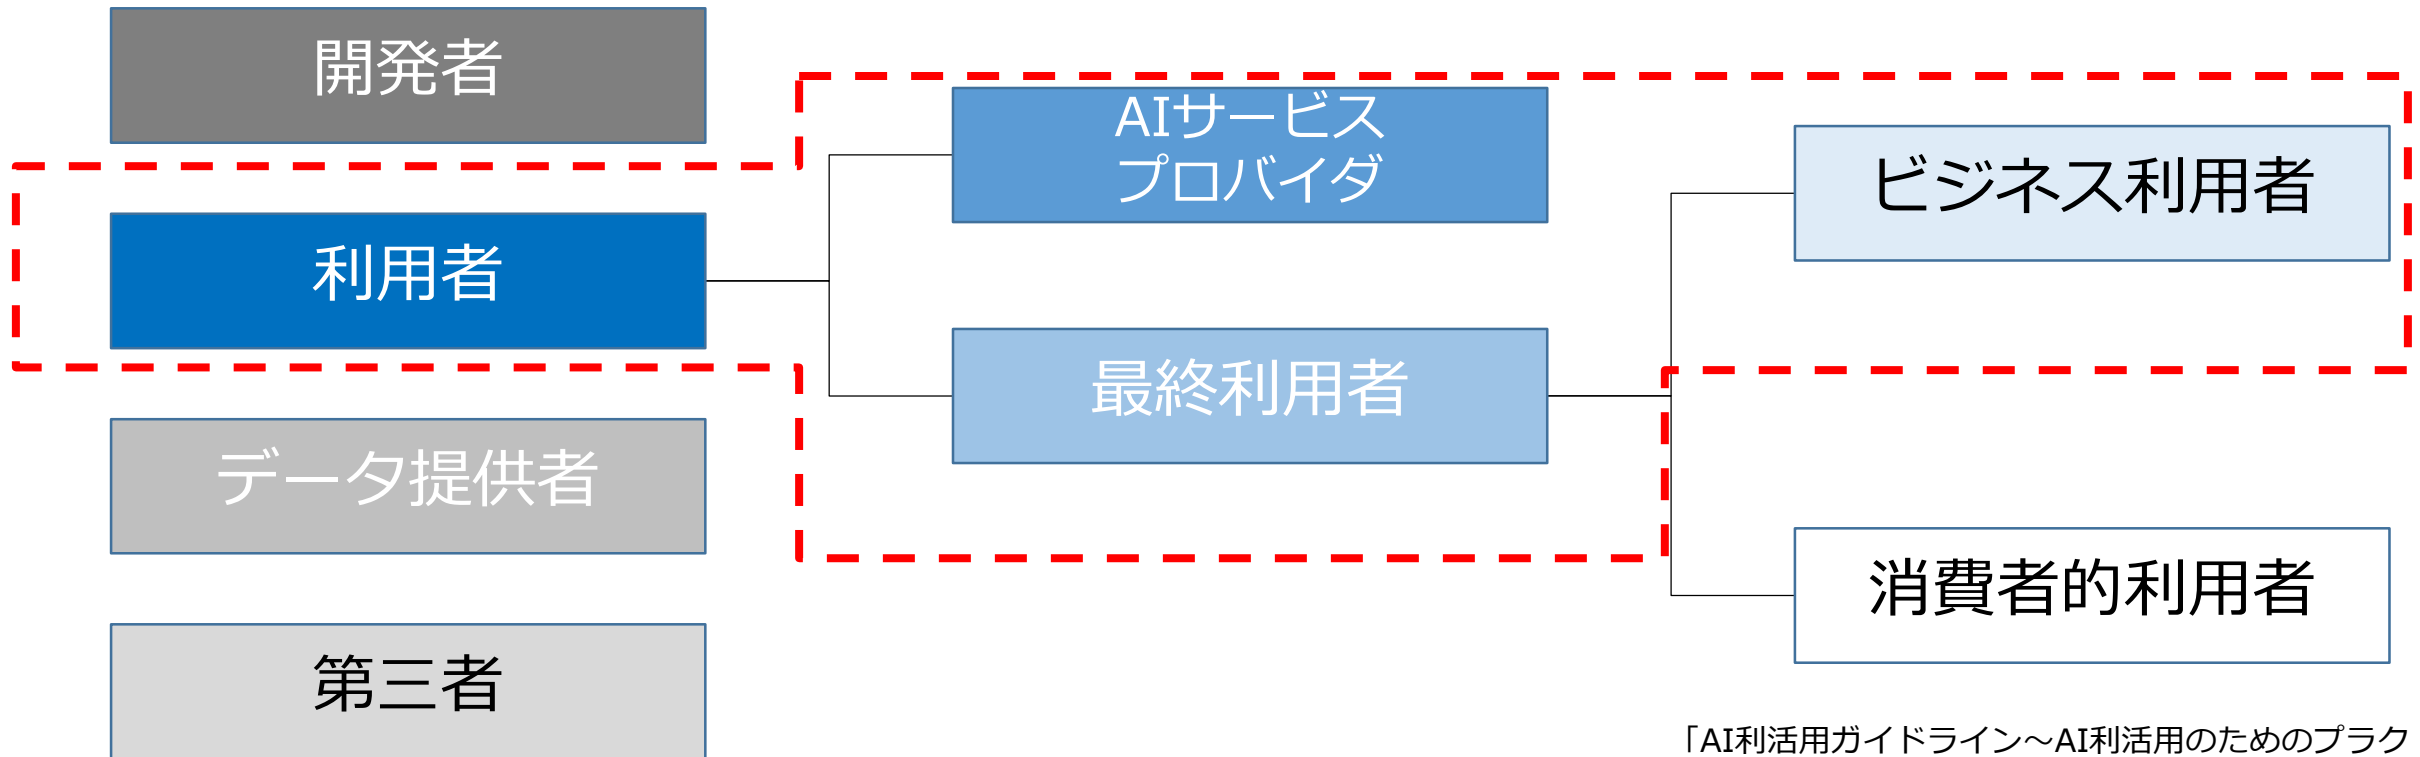 開発者
利用者
データ提供者
第三者
AIサービス
プロバイダ
最終利用者
ビジネス利用者
消費者的利用者
「AI利活用ガイドライン～AI利活用のためのプラク